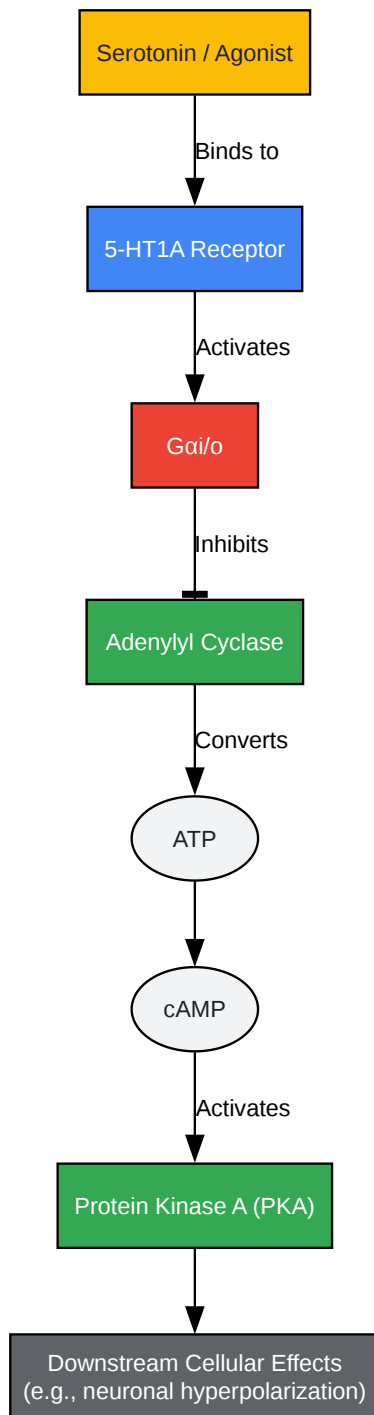 Serotonin / Agonist
Binds to
5-HT1A Receptor
Activates
Gαi/o
Inhibits
Adenylyl Cyclase
Converts
ATP
cAMP
Activates
Protein Kinase A (PKA)
Downstream Cellular Effects
(e.g., neuronal hyperpolarization)